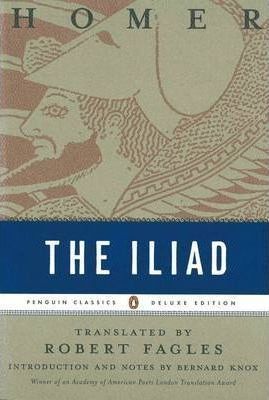 HOMER
THE ILIAD
PENGUIN CLASSICS DELUXE EDITION
TRANSLATED BY
ROBERT FAGLES
INTRODUCTION AND NOTES BY BERNARD KNOX
Winner of an Academy of American Poets Landon Translation Award